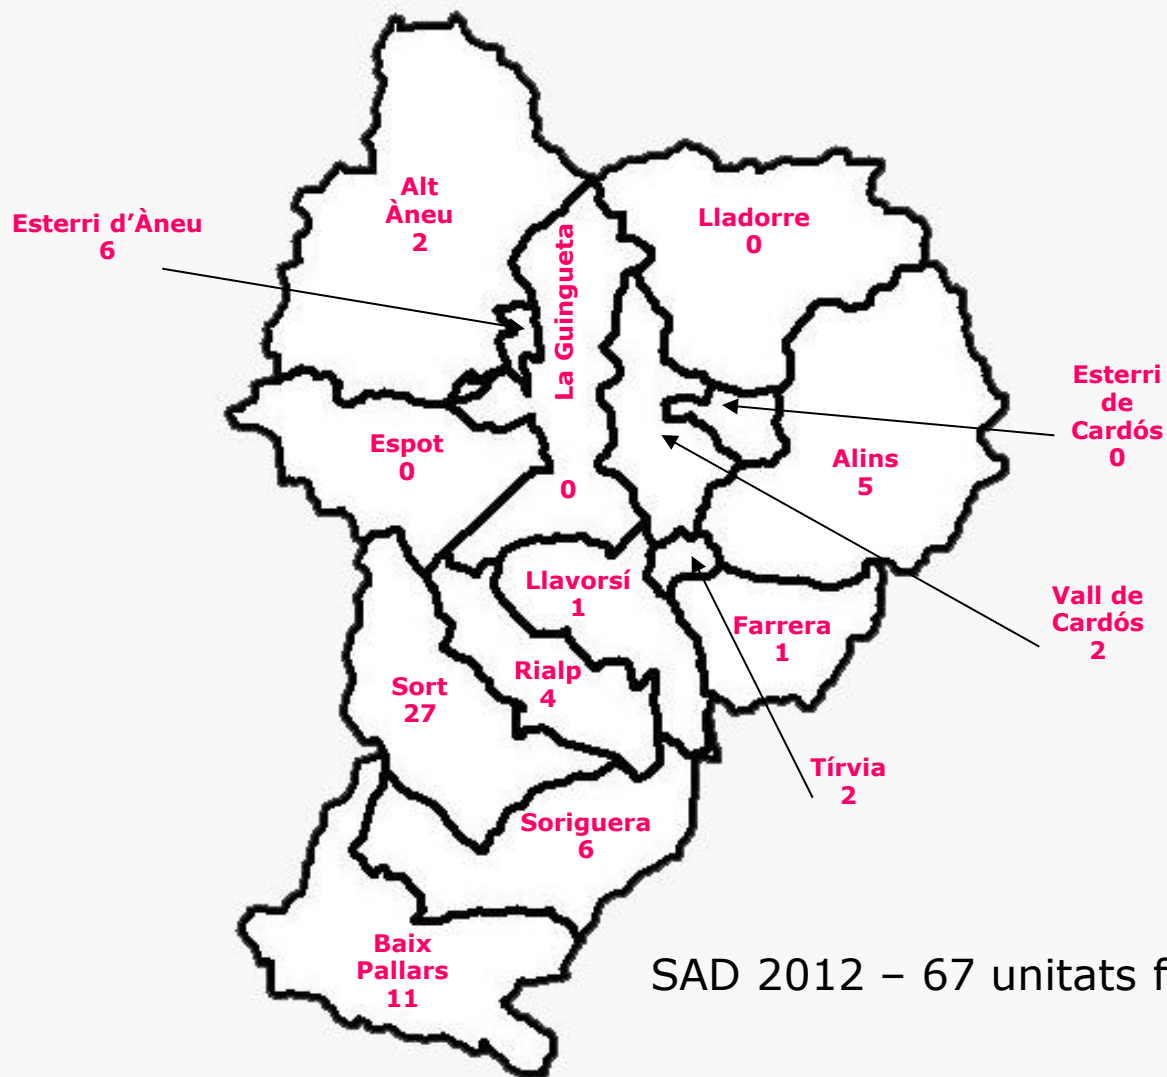 Alt
Àneu
2
Esterri d’Àneu
6
La Guingueta
0
Lladorre
0
Esterri
de
Cardós
0
Espot
0
Alins
5
Llavorsí
1
Vall de
Cardós
2
Farrera
1
Rialp
4
Sort
27
Tírvia
2
Soriguera
6
Baix
Pallars
11
SAD 2012 – 67 unitats f